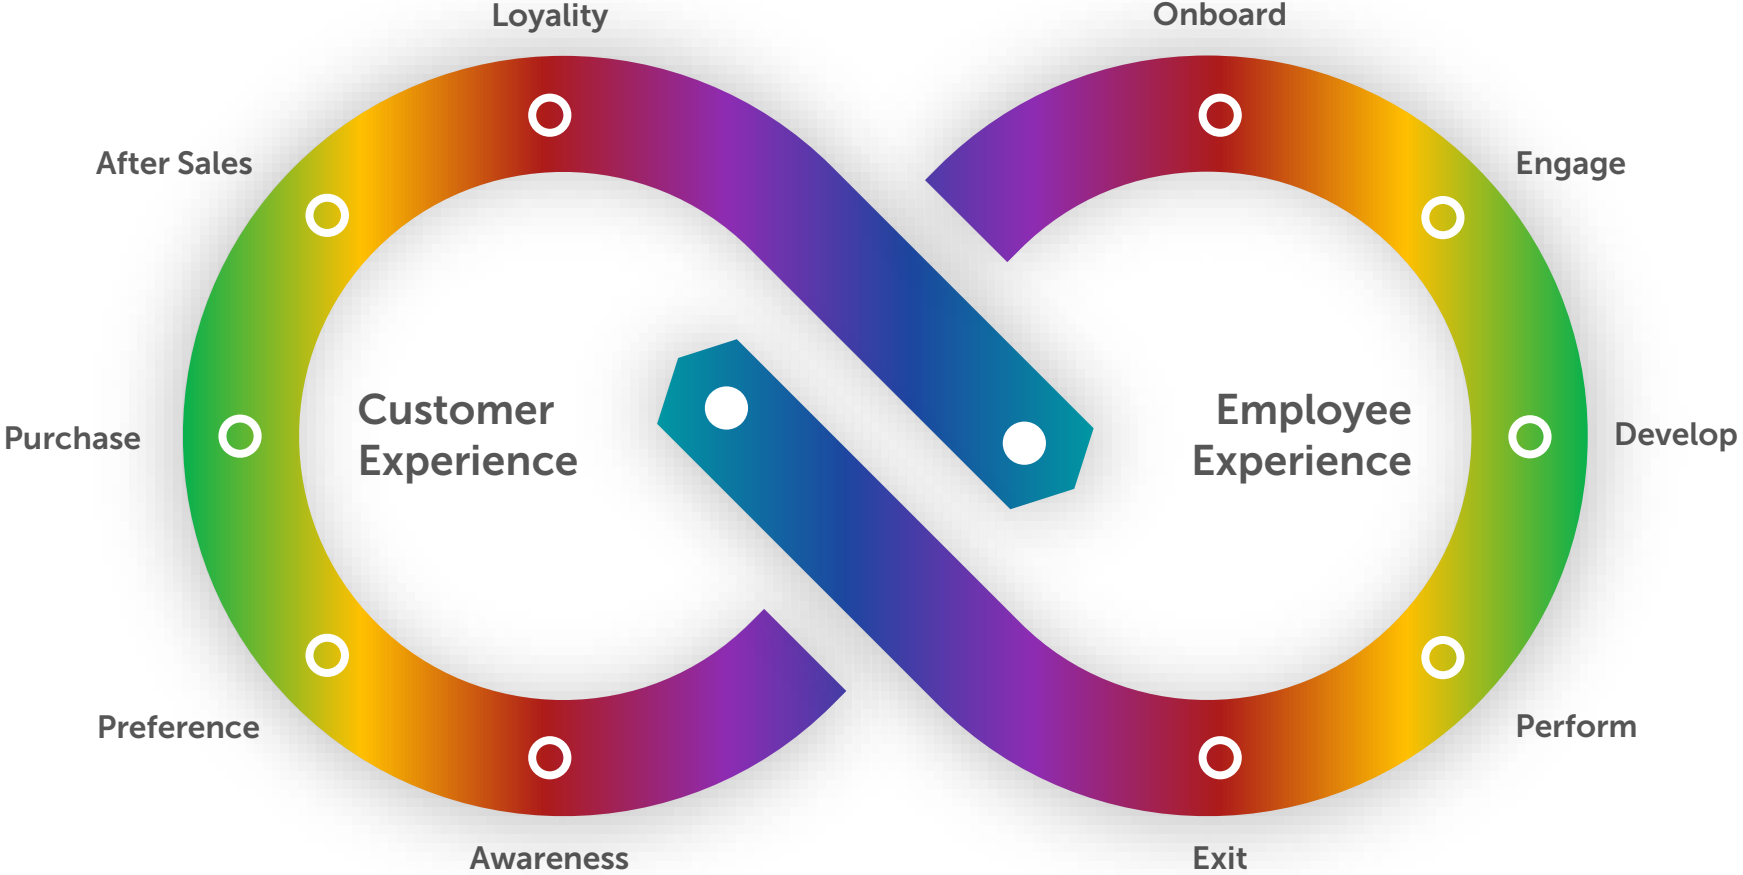 Loyality
Onboard
After Sales
Engage
Customer
Experience
Employee
Experience
Purchase
Develop
Preference
Perform
Awareness
Exit